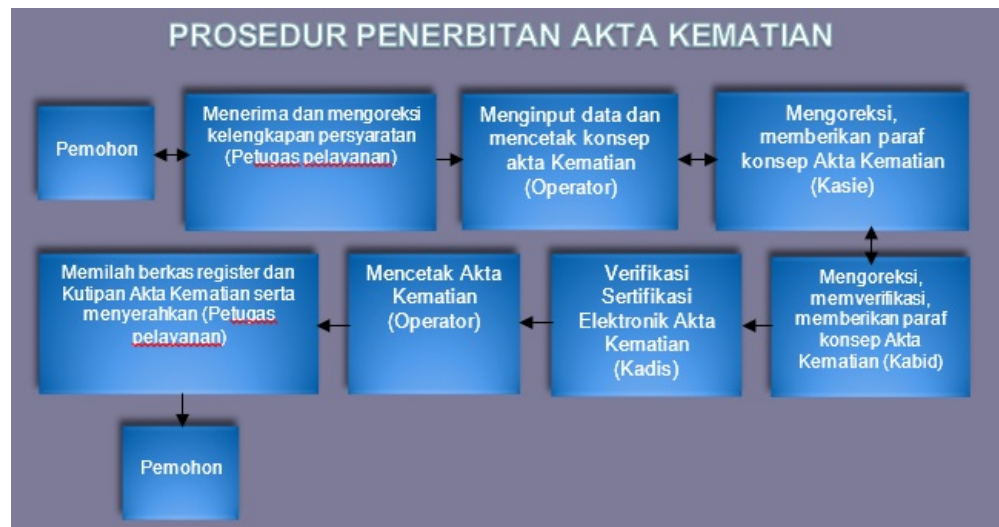 PROSEDUR PENERBITAN AKTA KEMATIAN
Pemohon
Menerima dan mengoreksi
kelengkapan persyaratan
(Petugas pelayanan)
Menginput data dan
mencetak konsep
akta Kematian
(Operator)
Mengoreksi,
memberikan paraf
konsep Akta Kematian
(Kasie)
Mengoreksi,
memverifikasi,
memberikan paraf
konsep Akta
Kematian (Kabid)
Verifikasi
Sertifikasi
Elektronik Akta
Kematian
(Kadis)
Mencetak Akta
Kematian
(Operator)
Memilah berkas register dan
Kutipan Akta Kematian serta
menyerahkan (Petugas
pelayanan)
Pemohon